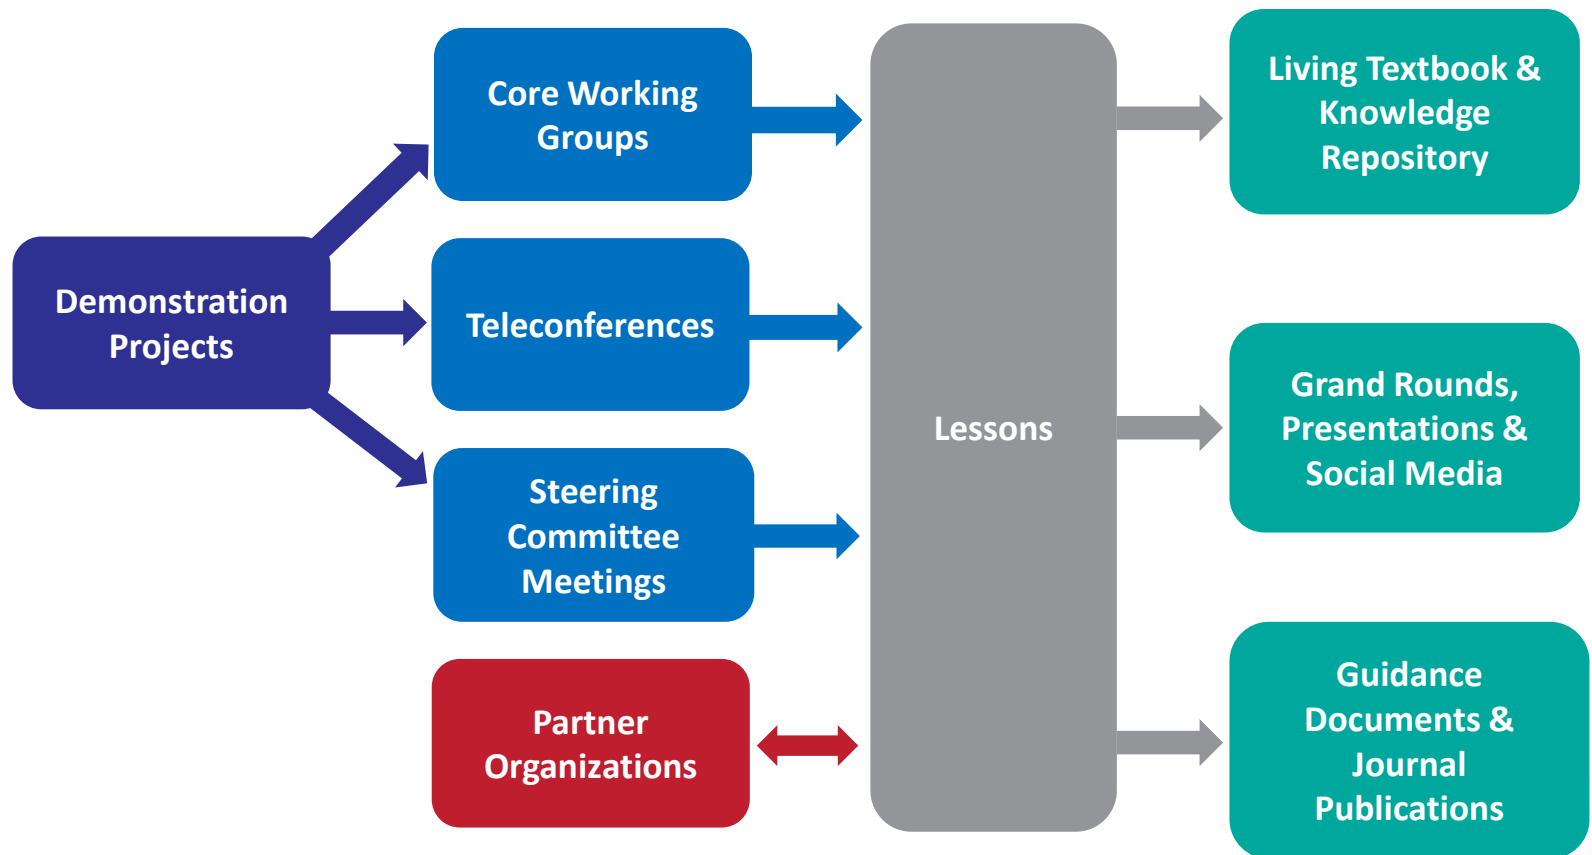 Demonstration
Projects
Core Working
Groups
Teleconferences
Steering
Committee
Meetings
Partner
Organizations
Lessons
Living Textbook &
Knowledge
Repository
Grand Rounds,
Presentations &
Social Media
Guidance
Documents &
Journal
Publications